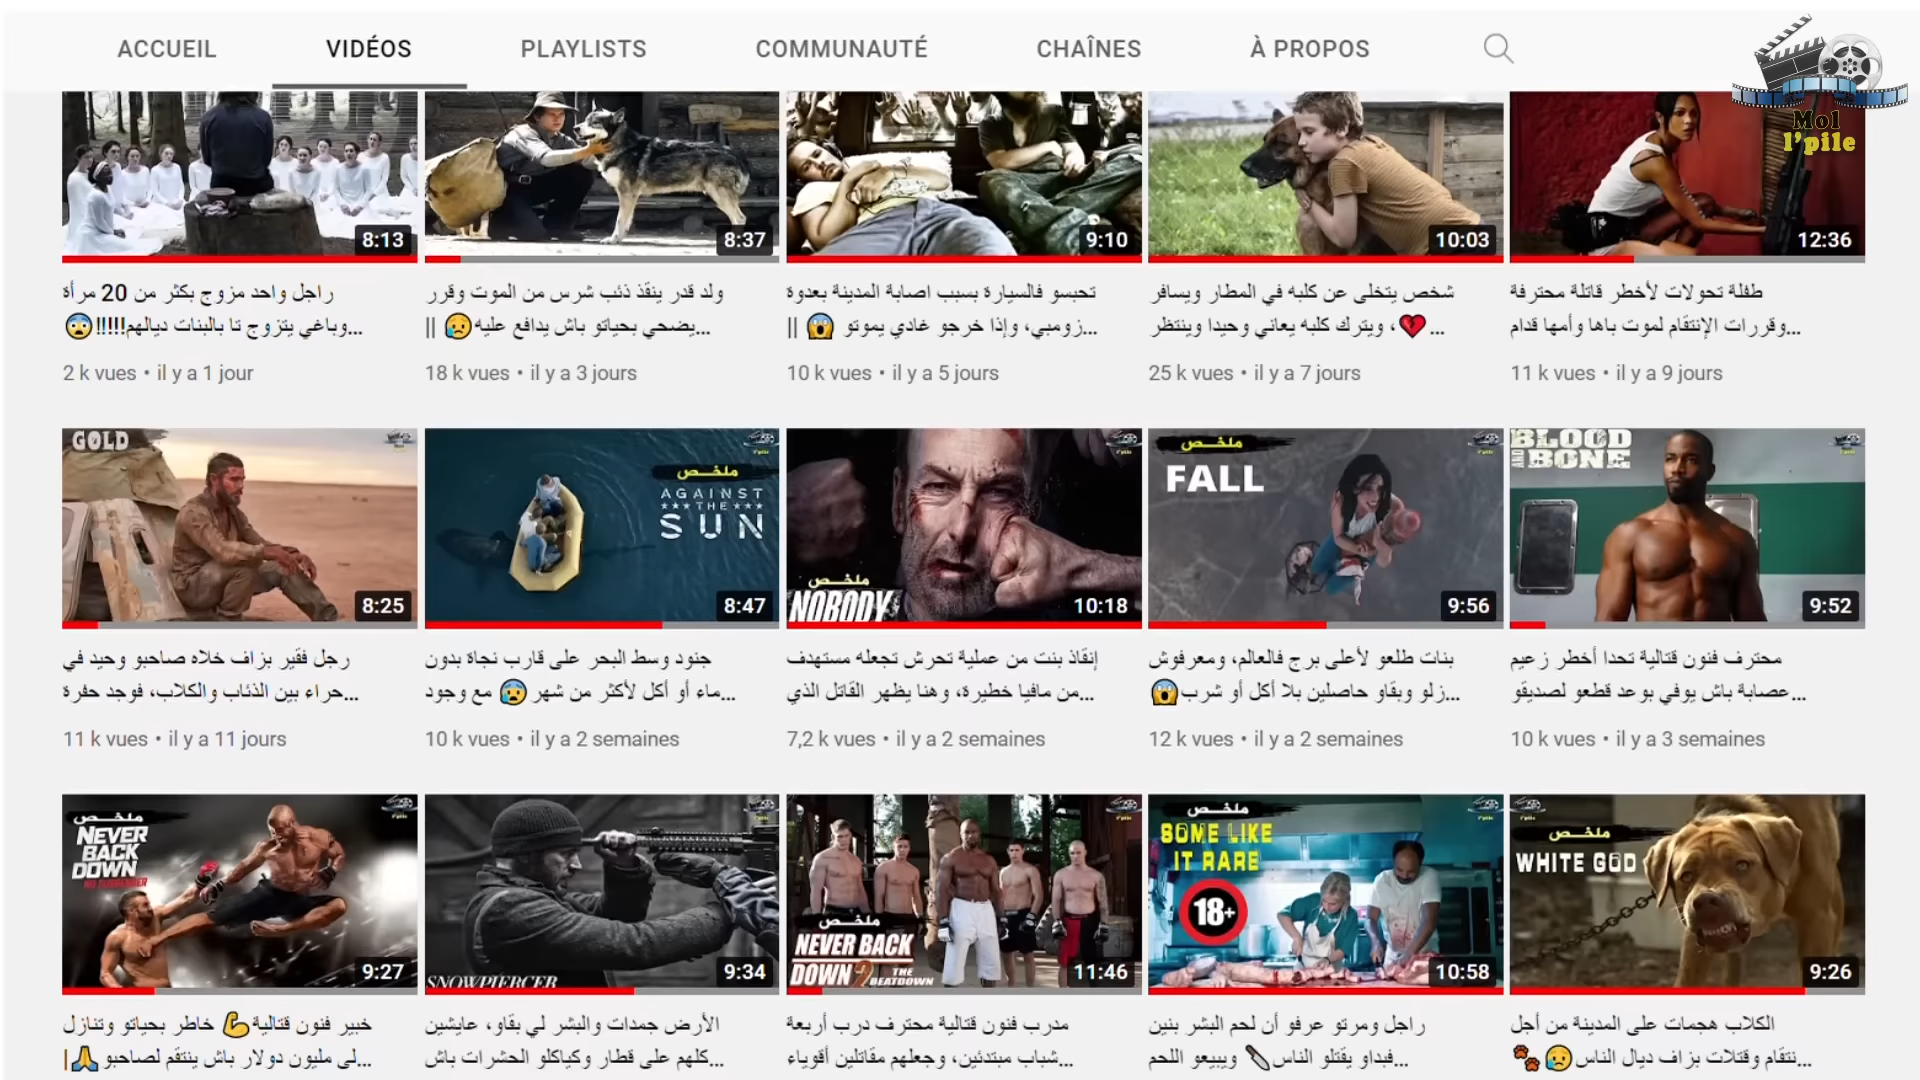 ACCUEIL
VIDÉOS
PLAYLISTS
COMMUNAUTÉ
CHAÎNES
À PROPOS
Mol
l'pile
8:13
8:37
9:10
10:03
12:36
راجل واحد مزوج بكثر من 20 مرأة
وباغي يتزوج تا بالبنات ديالهم!!!!!😨...
ولد قدر ينقذ ذئب شرس من الموت وقرر
يضحي بحياتو باش يدافع عليه😥 ||...
تحبسو فالسيارة بسبب اصابة المدينة بعدوة
زومبي، وإذا خرجو غادي يموتو 😱 ||...
شخص يتخلى عن كلبه في المطار ويسافر
💔، ويترك كلبه يعاني وحيدا وينتظر...
طفلة تحولات لأخطر قاتلة محترفة
وقررات الإنتقام لموت باها وأمها قدام...
2 k vues • il y a 1 jour
18 k vues • il y a 3 jours
10 k vues • il y a 5 jours
25 k vues • il y a 7 jours
11 k vues • il y a 9 jours
GOLD
8:25
ملخص
AGAINST
THE
SUN
8:47
ملخص
NOBODY
10:18
ملخص
FALL
9:56
BLOOD
AND BONE
9:52
رجل فقير بزاف خلاه صاحبو وحيد في
حراء بين الذئاب والكلاب، فوجد حفرة...
جنود وسط البحر على قارب نجاة بدون
ماء أو أكل لأكثر من شهر 😰 مع وجود...
إنقاذ بنت من عملية تحرش تجعله مستهدف
من مافيا خطيرة، وهنا يظهر القاتل الذي...
بنات طلعو لأعلى برج فالعالم، ومعرفوش
زلو وبقاو حاصلين بلا أكل أو شرب😱...
محترف فنون قتالية تحدا أخطر زعيم
عصابة باش يوفي بوعد قطعو لصديقو...
11 k vues • il y a 11 jours
10 k vues • il y a 2 semaines
7,2 k vues • il y a 2 semaines
12 k vues • il y a 2 semaines
10 k vues • il y a 3 semaines
ملخص
NEVER
BACK
DOWN
NO SURRENDER
9:27
SNOWPIERCER
9:34
ملخص
NEVER BACK
DOWN 2 THE
BEATDOWN
11:46
ملخص
SOME LIKE
IT RARE
18+
10:58
ملخص
WHITE GOD
9:26
خبير فنون قتالية💪 خاطر بحياتو وتنازل
لى مليون دولار باش ينتقم لصاحبو🙏|...
الأرض جمدات والبشر لي بقاو، عايشين
كلهم على قطار وكياكلو الحشرات باش...
مدرب فنون قتالية محترف درب أربعة
شباب مبتدئين، وجعلهم مقاتلين أقوياء...
راجل ومرتو عرفو أن لحم البشر بنين
فبداو يقتلو الناس🔪 ويبيعو اللحم...
الكلاب هجمات على المدينة من أجل
نتقام وقتلات بزاف ديال الناس😥🐾...